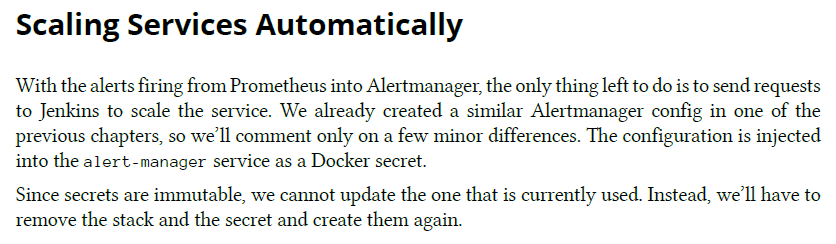 Scaling Services Automatically
With the alerts firing from Prometheus into Alertmanager, the only thing left to do is to send requests
to Jenkins to scale the service. We already created a similar Alertmanager config in one of the
previous chapters, so we’ll comment only on a few minor differences. The configuration is injected
into the alert-manager service as a Docker secret.
Since secrets are immutable, we cannot update the one that is currently used. Instead, we’ll have to
remove the stack and the secret and create them again.